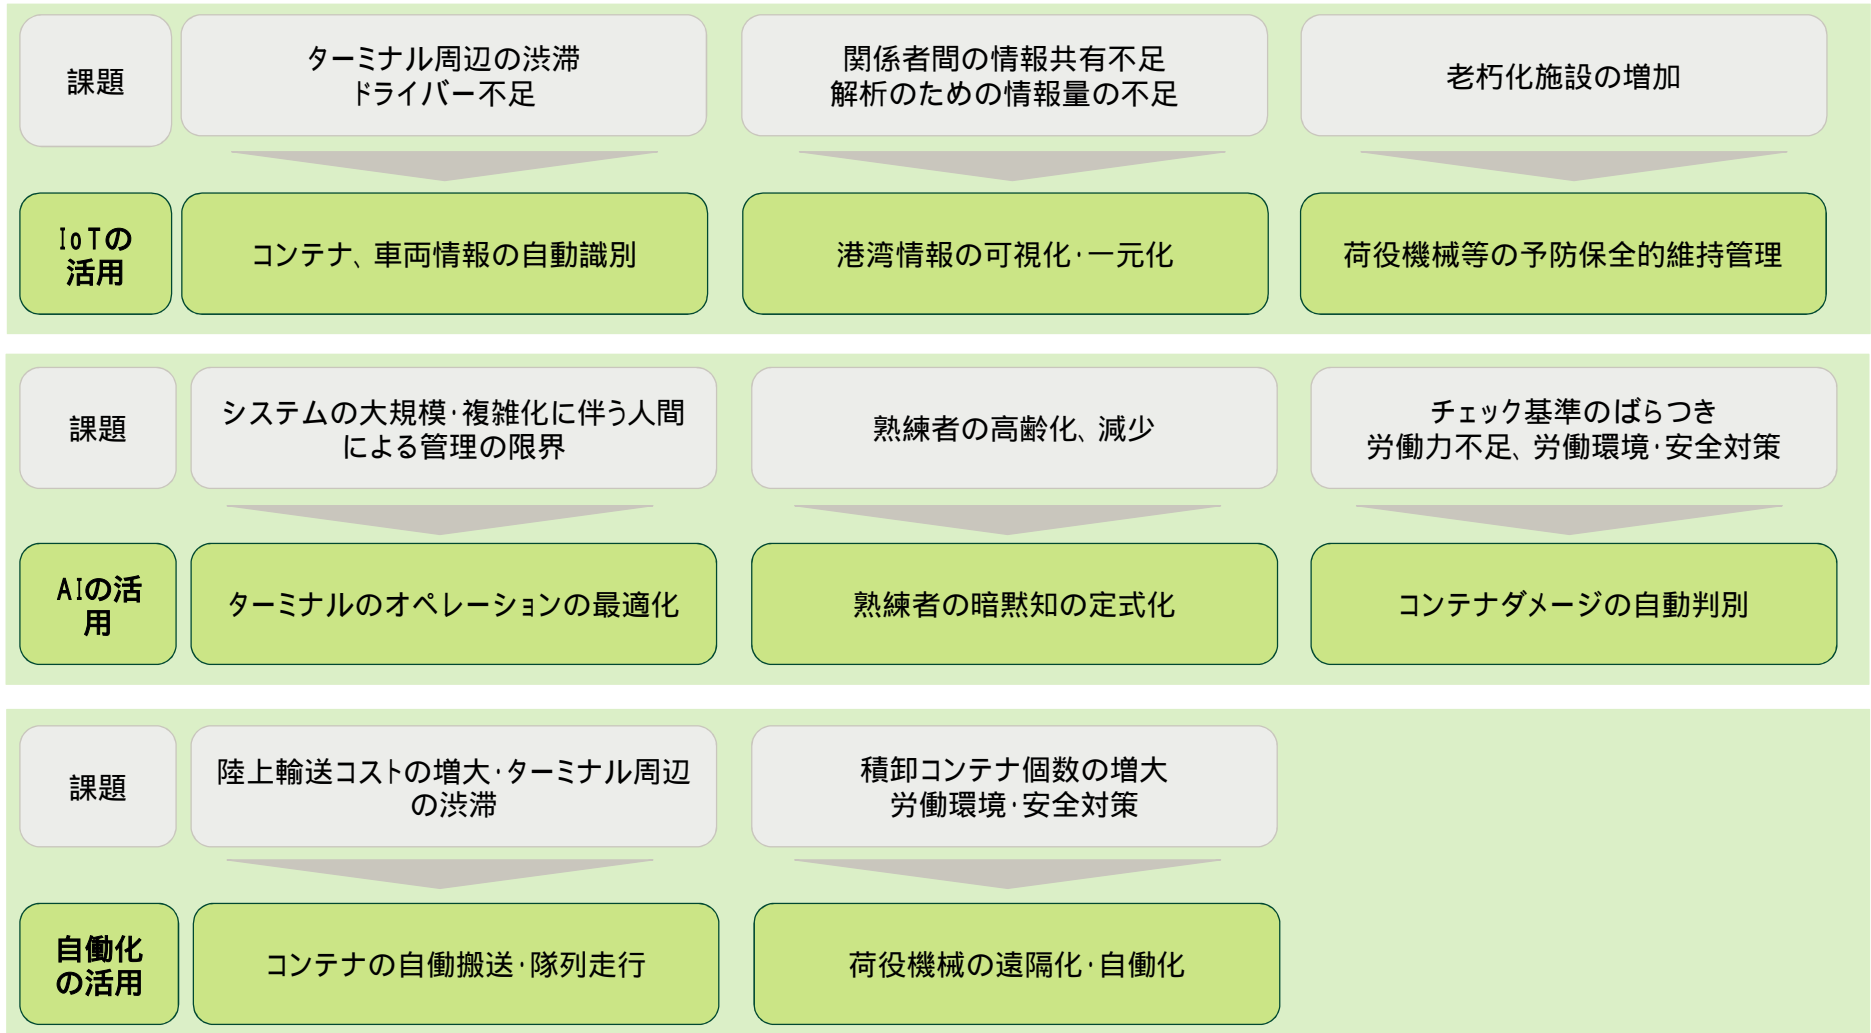 課題
ターミナル周辺の渋滞
ドライバー不足
関係者間の情報共有不足
解析のための情報量の不足
老朽化施設の増加
IoTの
活用
コンテナ、車両情報の自動識別
港湾情報の可視化・一元化
荷役機械等の予防保全的維持管理
課題
システムの大規模・複雑化に伴う人間
による管理の限界
熟練者の高齢化、減少
チェック基準のばらつき
労働力不足、労働環境・安全対策
AIの活
用
ターミナルのオペレーションの最適化
熟練者の暗黙知の定式化
コンテナダメージの自動判別
課題
陸上輸送コストの増大・ターミナル周辺
の渋滞
積卸コンテナ個数の増大
労働環境・安全対策
自働化
の活用
コンテナの自働搬送・隊列走行
荷役機械の遠隔化・自働化